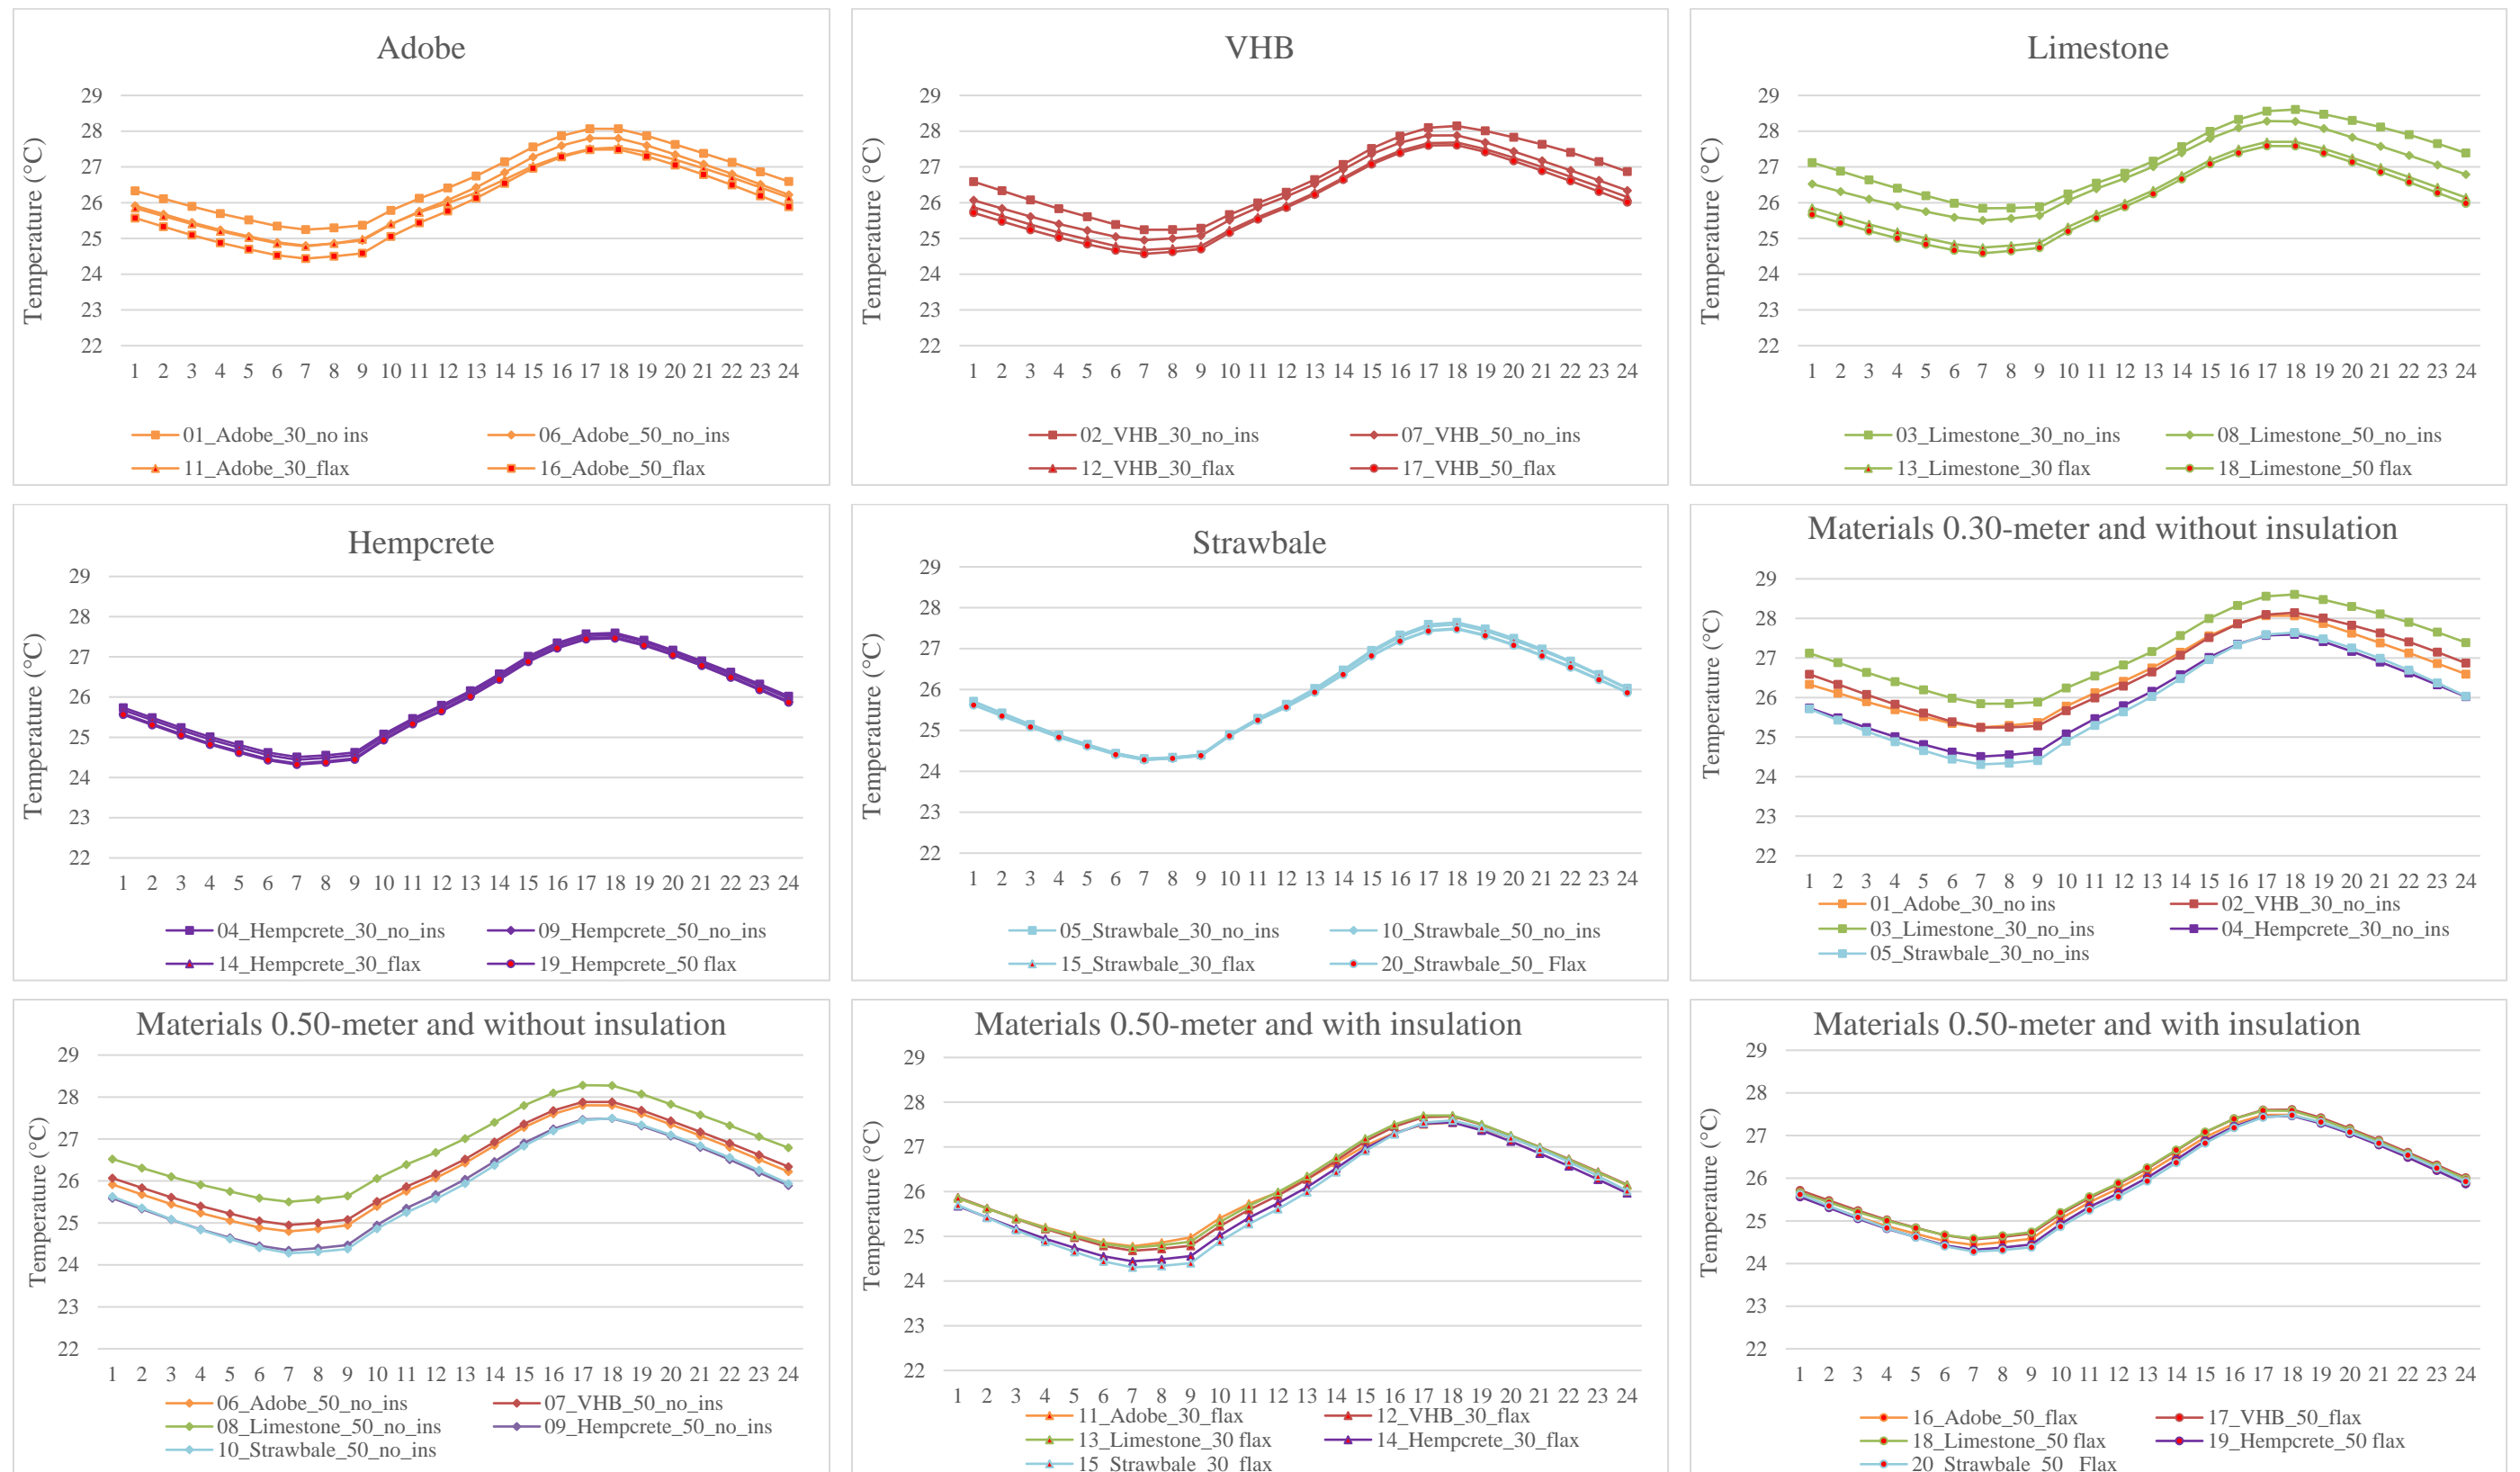 Adobe
Temperature (°C)
29
28
27
26
25
24
23
22
1 2 3 4 5 6 7 8 9 10 11 12 13 14 15 16 17 18 19 20 21 22 23 24
01_Adobe_30_no ins 06_Adobe_50_no_ins
11_Adobe_30_flax 16_Adobe_50_flax
VHB
Temperature (°C)
29
28
27
26
25
24
23
22
1 2 3 4 5 6 7 8 9 10 11 12 13 14 15 16 17 18 19 20 21 22 23 24
02_VHB_30_no_ins 07_VHB_50_no_ins
12_VHB_30_flax 17_VHB_50_flax
Limestone
Temperature (°C)
29
28
27
26
25
24
23
22
1 2 3 4 5 6 7 8 9 10 11 12 13 14 15 16 17 18 19 20 21 22 23 24
03_Limestone_30_no_ins 08_Limestone_50_no_ins
13_Limestone_30 flax 18_Limestone_50 flax
Hempcrete
Temperature (°C)
29
28
27
26
25
24
23
22
1 2 3 4 5 6 7 8 9 10 11 12 13 14 15 16 17 18 19 20 21 22 23 24
04_Hempcrete_30_no_ins 09_Hempcrete_50_no_ins
14_Hempcrete_30_flax 19_Hempcrete_50 flax
Strawbale
Temperature (°C)
29
28
27
26
25
24
23
22
1 2 3 4 5 6 7 8 9 10 11 12 13 14 15 16 17 18 19 20 21 22 23 24
05_Strawbale_30_no_ins 10_Strawbale_50_no_ins
15_Strawbale_30_flax 20_Strawbale_50_ Flax
Materials 0.30-meter and without insulation
Temperature (°C)
29
28
27
26
25
24
23
22
1 2 3 4 5 6 7 8 9 10 11 12 13 14 15 16 17 18 19 20 21 22 23 24
01_Adobe_30_no ins 02_VHB_30_no_ins
03_Limestone_30_no_ins 04_Hempcrete_30_no_ins
05_Strawbale_30_no_ins
Materials 0.50-meter and without insulation
Temperature (°C)
29
28
27
26
25
24
23
22
1 2 3 4 5 6 7 8 9 10 11 12 13 14 15 16 17 18 19 20 21 22 23 24
06_Adobe_50_no_ins 07_VHB_50_no_ins
08_Limestone_50_no_ins 09_Hempcrete_50_no_ins
10_Strawbale_50_no_ins
Materials 0.50-meter and with insulation
Temperature (°C)
29
28
27
26
25
24
23
22
1 2 3 4 5 6 7 8 9 10 11 12 13 14 15 16 17 18 19 20 21 22 23 24
11_Adobe_30_flax 12_VHB_30_flax
13_Limestone_30 flax 14_Hempcrete_30_flax
15_Strawbale_30_flax
Materials 0.50-meter and with insulation
Temperature (°C)
29
28
27
26
25
24
23
22
1 2 3 4 5 6 7 8 9 10 11 12 13 14 15 16 17 18 19 20 21 22 23 24
16_Adobe_50_flax 17_VHB_50_flax
18_Limestone_50 flax 19_Hempcrete_50 flax
20_Strawbale_50_ Flax